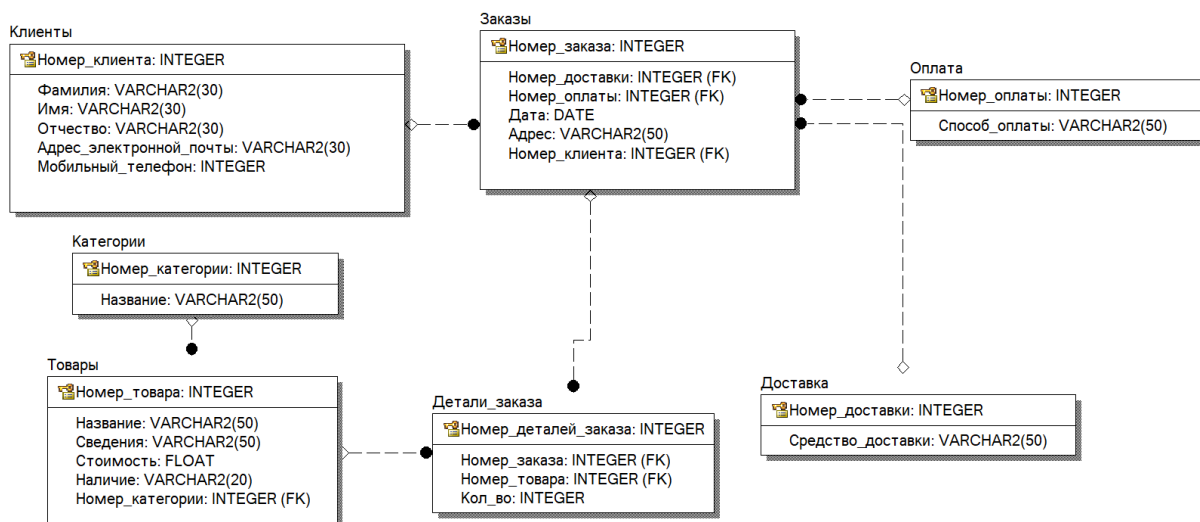 Клиенты
Номер_клиента: INTEGER
Фамилия: VARCHAR2(30)
Имя: VARCHAR2(30)
Отчество: VARCHAR2(30)
Адрес_электронной_почты: VARCHAR2(30)
Мобильный_телефон: INTEGER
Заказы
Номер_заказа: INTEGER
Номер_доставки: INTEGER (FK)
Номер_оплаты: INTEGER (FK)
Дата: DATE
Адрес: VARCHAR2(50)
Номер_клиента: INTEGER (FK)
Оплата
Номер_оплаты: INTEGER
Способ_оплаты: VARCHAR2(50)
Категории
Номер_категории: INTEGER
Название: VARCHAR2(50)
Товары
Номер_товара: INTEGER
Название: VARCHAR2(50)
Сведения: VARCHAR2(50)
Стоимость: FLOAT
Наличие: VARCHAR2(20)
Номер_категории: INTEGER (FK)
Детали_заказа
Номер_деталей_заказа: INTEGER
Номер_заказа: INTEGER (FK)
Номер_товара: INTEGER (FK)
Кол_во: INTEGER
Доставка
Номер_доставки: INTEGER
Средство_доставки: VARCHAR2(50)